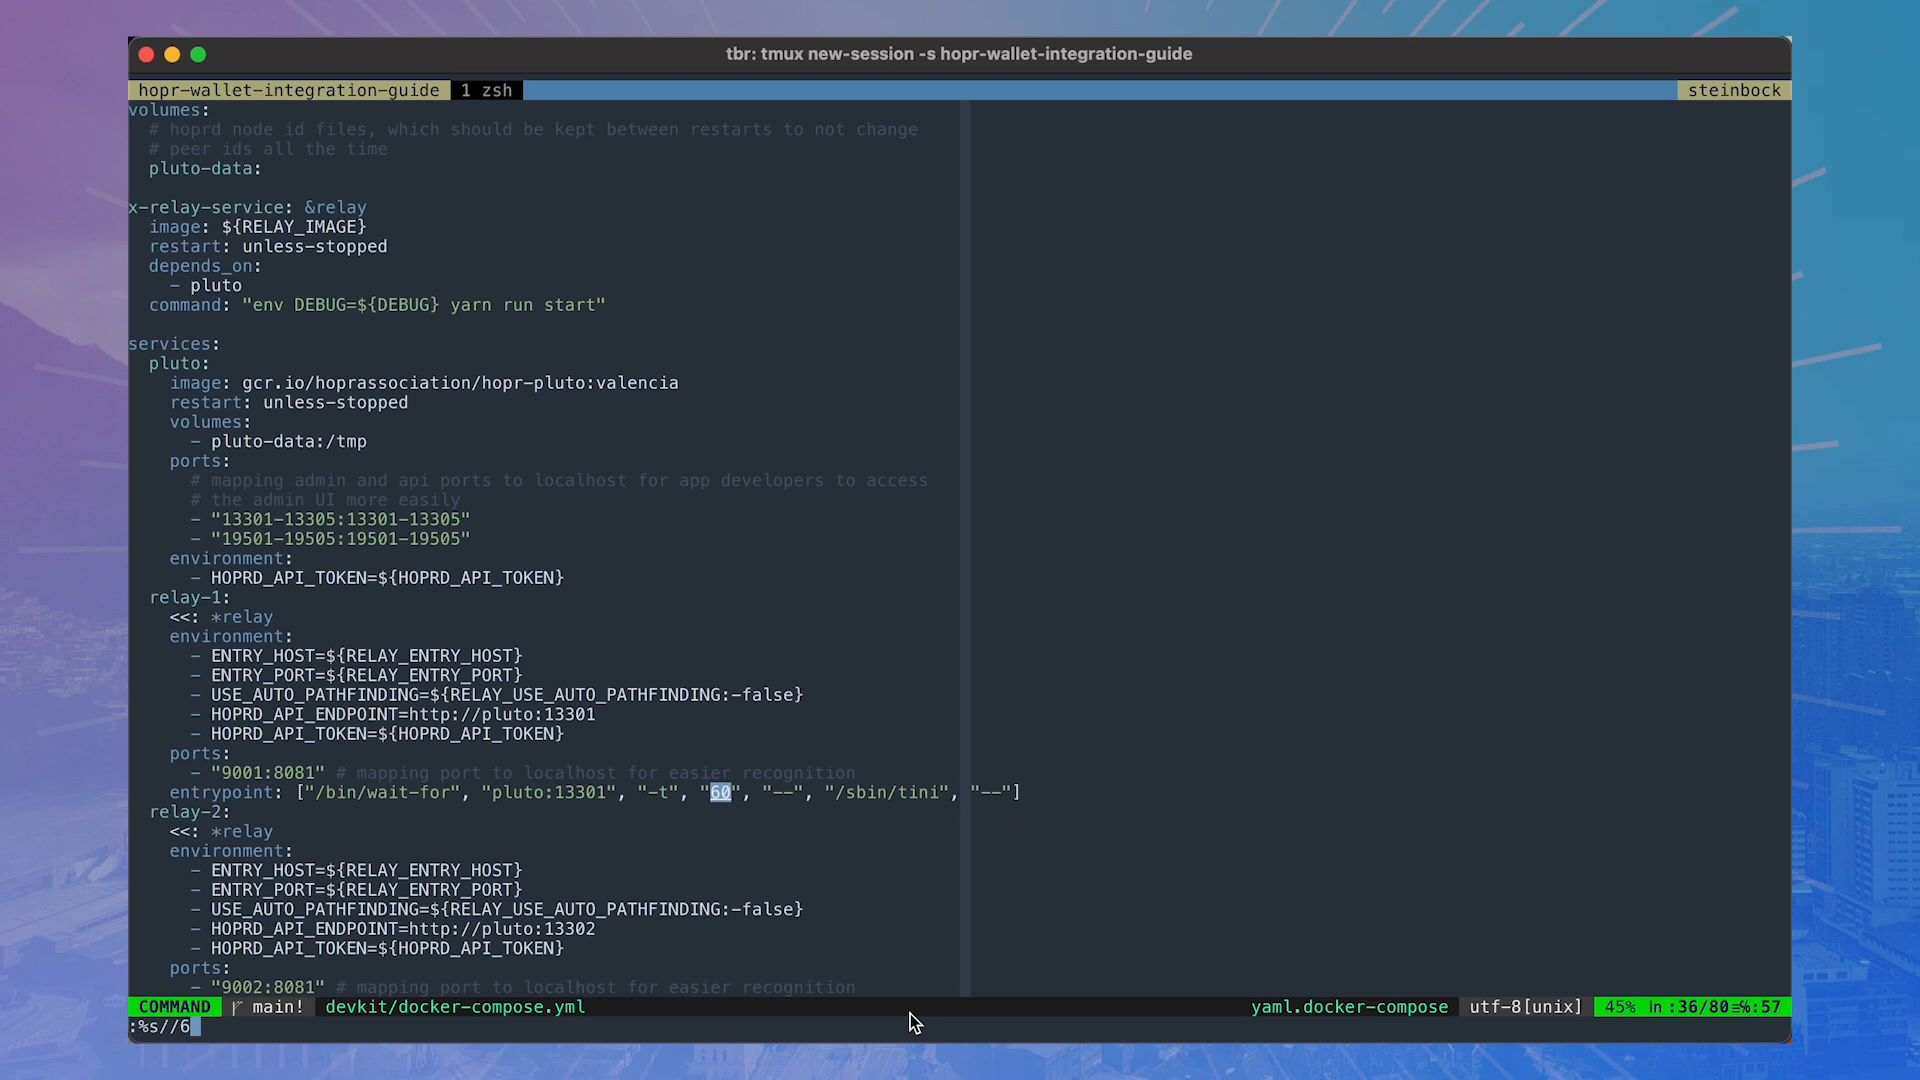 tbr: tmux new-session -s hopr-wallet-integration-guide
hopr-wallet-integration-guide 1 zsh steinbock
volumes:
  # hoprd node id files, which should be kept between restarts to not change
  # peer ids all the time
  pluto-data:
x-relay-service: &relay
  image: ${RELAY_IMAGE}
  restart: unless-stopped
  depends_on:
    - pluto
  command: "env DEBUG=${DEBUG} yarn run start"
services:
  pluto:
    image: gcr.io/hoprassociation/hopr-pluto:valencia
    restart: unless-stopped
    volumes:
      - pluto-data:/tmp
    ports:
      # mapping admin and api ports to localhost for app developers to access
      # the admin UI more easily
      - "13301-13305:13301-13305"
      - "19501-19505:19501-19505"
    environment:
      - HOPRD_API_TOKEN=${HOPRD_API_TOKEN}
  relay-1:
    <<: *relay
    environment:
      - ENTRY_HOST=${RELAY_ENTRY_HOST}
      - ENTRY_PORT=${RELAY_ENTRY_PORT}
      - USE_AUTO_PATHFINDING=${RELAY_USE_AUTO_PATHFINDING:-false}
      - HOPRD_API_ENDPOINT=http://pluto:13301
      - HOPRD_API_TOKEN=${HOPRD_API_TOKEN}
    ports:
      - "9001:8081" # mapping port to localhost for easier recognition
    entrypoint: ["/bin/wait-for", "pluto:13301", "-t", "60", "--", "/sbin/tini", "--"]
  relay-2:
    <<: *relay
    environment:
      - ENTRY_HOST=${RELAY_ENTRY_HOST}
      - ENTRY_PORT=${RELAY_ENTRY_PORT}
      - USE_AUTO_PATHFINDING=${RELAY_USE_AUTO_PATHFINDING:-false}
      - HOPRD_API_ENDPOINT=http://pluto:13302
      - HOPRD_API_TOKEN=${HOPRD_API_TOKEN}
    ports:
      - "9002:8081" # mapping port to localhost for easier recognition
COMMAND main! devkit/docker-compose.yml yaml.docker-compose utf-8[unix] 45% ln :36/80≡℅:57
:%s//6